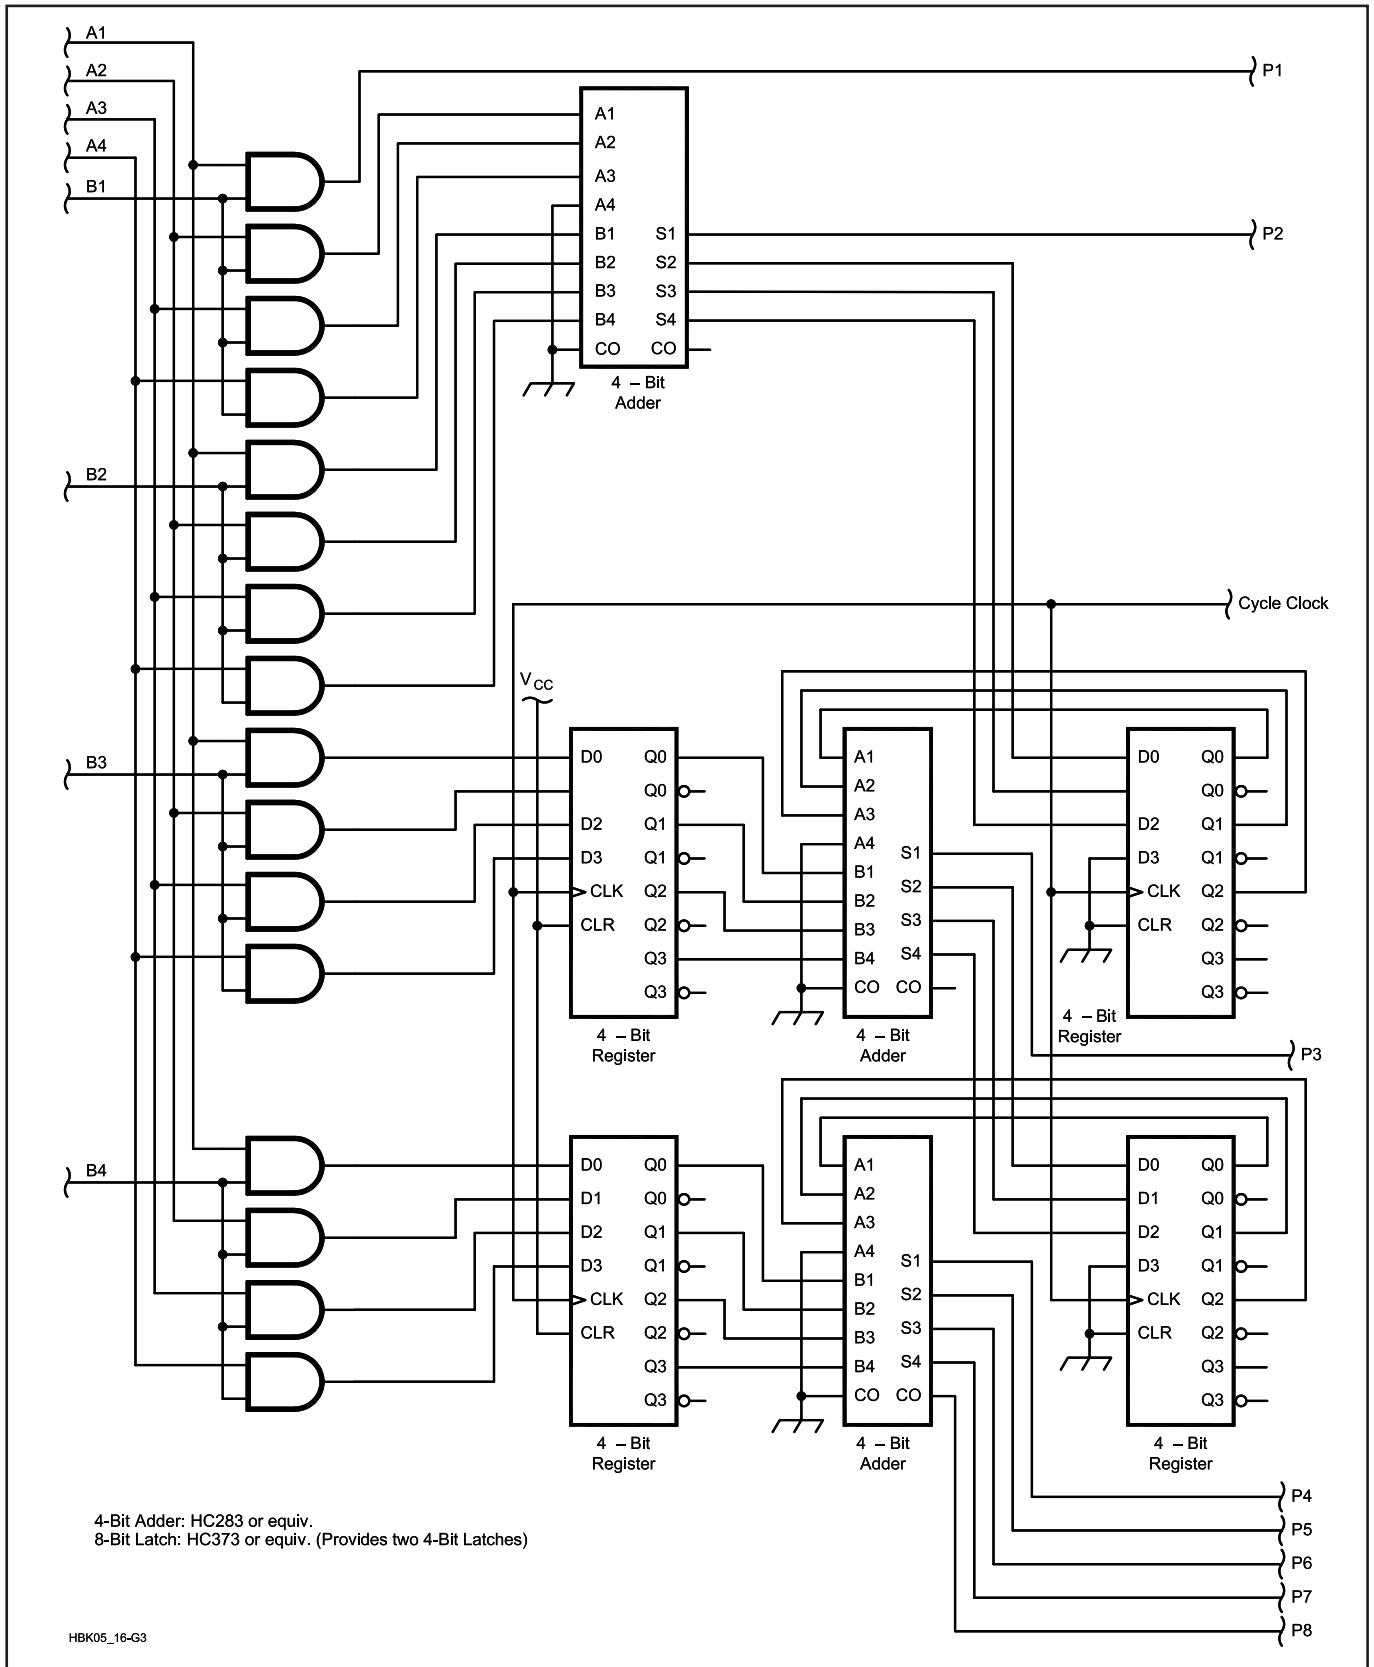 A1
A2
A3
A4
B1
B2
B3
B4
P1
P2
A1
A2
A3
A4
B1
B2
B3
B4
CO
S1
S2
S3
S4
CO
4 – Bit
Adder
Cycle Clock
VCC
D0
D2
D3
CLK
CLR
Q0
Q0
Q1
Q1
Q2
Q2
Q3
Q3
4 – Bit
Register
A1
A2
A3
A4
B1
B2
B3
B4
CO
S1
S2
S3
S4
CO
4 – Bit
Adder
D0
D2
D3
CLK
CLR
Q0
Q0
Q1
Q1
Q2
Q2
Q3
Q3
4 – Bit
Register
P3
D0
D1
D2
D3
CLK
CLR
Q0
Q0
Q1
Q1
Q2
Q2
Q3
Q3
4 – Bit
Register
A1
A2
A3
A4
B1
B2
B3
B4
CO
S1
S2
S3
S4
CO
4 – Bit
Adder
D0
D1
D2
D3
CLK
CLR
Q0
Q0
Q1
Q1
Q2
Q2
Q3
Q3
4 – Bit
Register
P4
P5
P6
P7
P8
4-Bit Adder: HC283 or equiv.
8-Bit Latch: HC373 or equiv. (Provides two 4-Bit Latches)
HBK05_16-G3